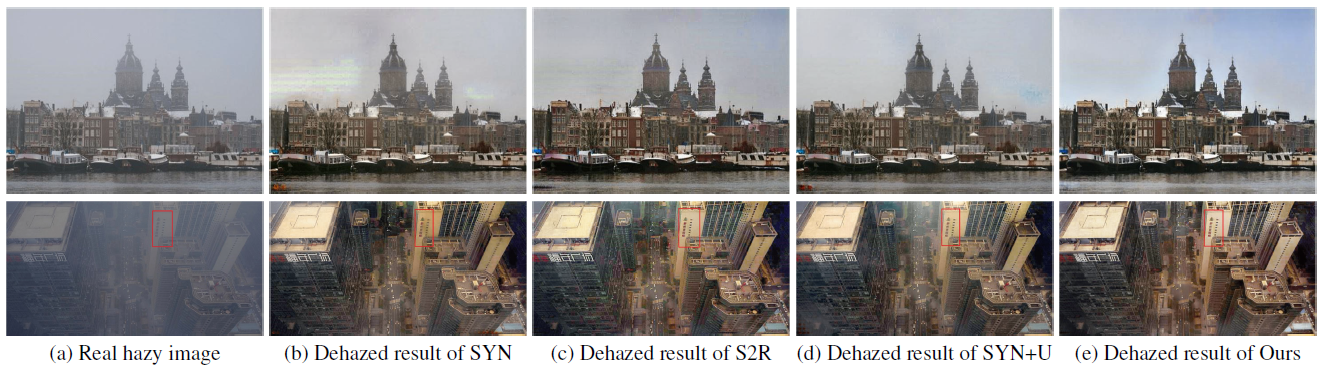 (a) Real hazy image
(b) Dehazed result of SYN
(c) Dehazed result of S2R
(d) Dehazed result of SYN+U
(e) Dehazed result of Ours